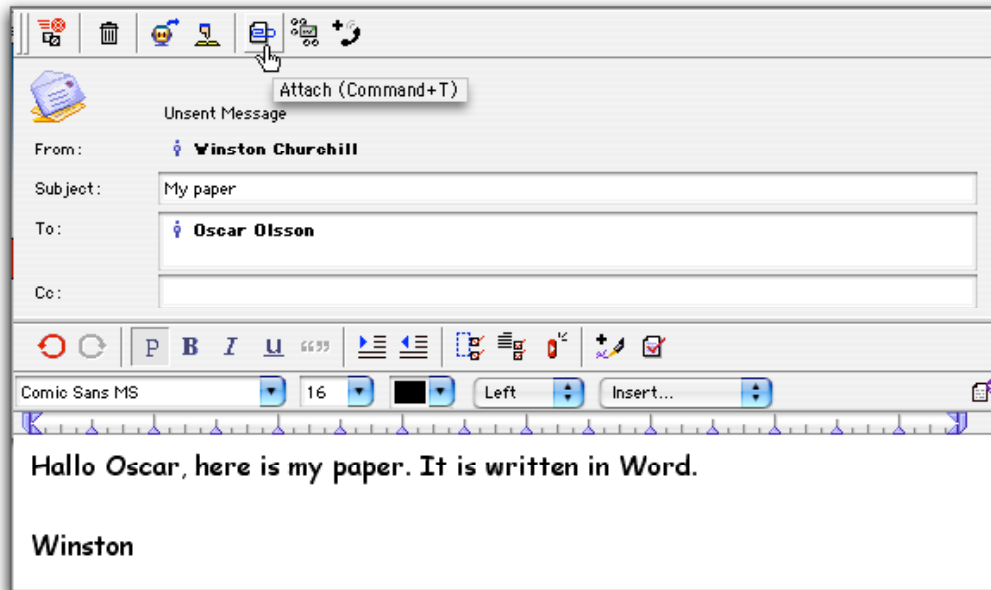 Attach (Command+T)
Unsent Message
From: Winston Churchill
Subject: My paper
To: Oscar Olsson
Cc:
P B I U “”
Comic Sans MS 16 Left Insert...
Hallo Oscar, here is my paper. It is written in Word.
Winston